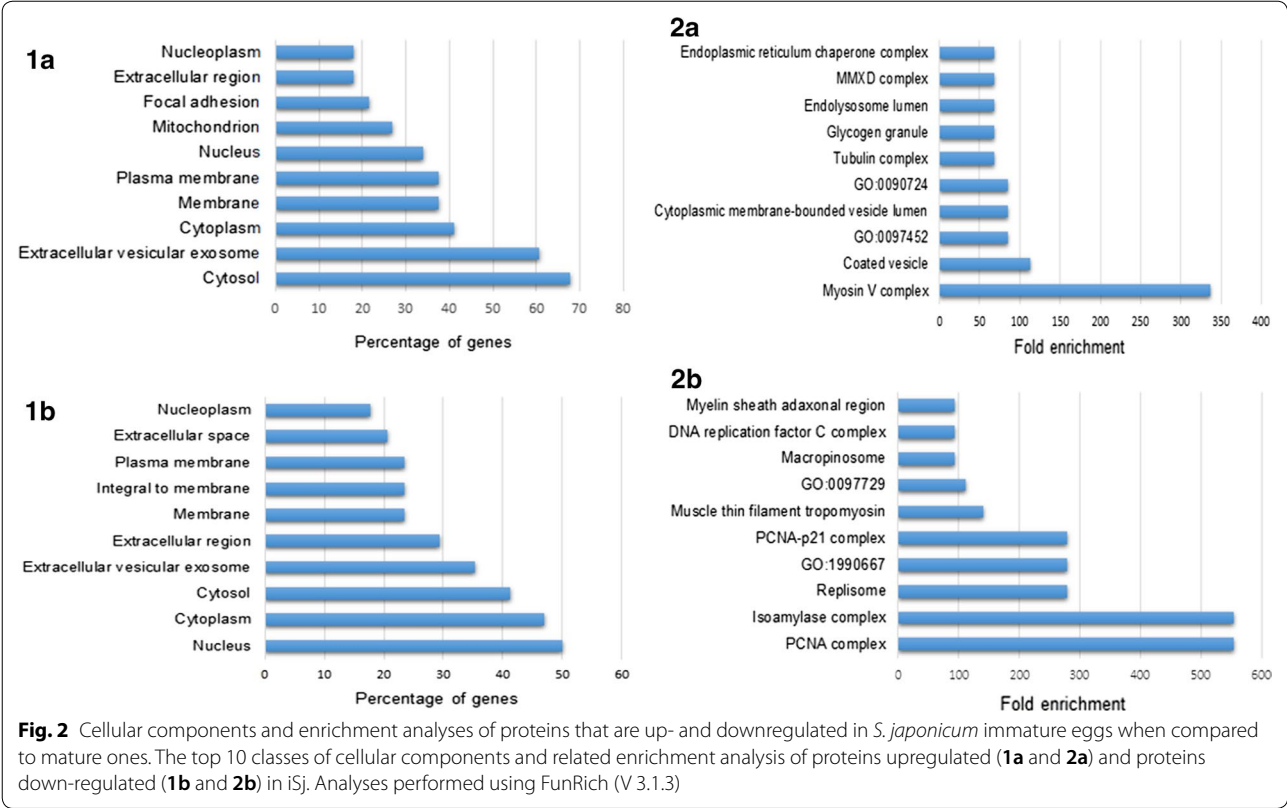 1a
Nucleoplasm
Extracellular region
Focal adhesion
Mitochondrion
Nucleus
Plasma membrane
Membrane
Cytoplasm
Extracellular vesicular exosome
Cytosol
0 10 20 30 40 50 60 70 80
Percentage of genes
2a
Endoplasmic reticulum chaperone complex
MMXD complex
Endolysosome lumen
Glycogen granule
Tubulin complex
GO:0090724
Cytoplasmic membrane-bounded vesicle lumen
GO:0097452
Coated vesicle
Myosin V complex
0 50 100 150 200 250 300 350 400
Fold enrichment
1b
Nucleoplasm
Extracellular space
Plasma membrane
Integral to membrane
Membrane
Extracellular region
Extracellular vesicular exosome
Cytosol
Cytoplasm
Nucleus
0 10 20 30 40 50 60
Percentage of genes
2b
Myelin sheath adaxonal region
DNA replication factor C complex
Macropinosome
GO:0097729
Muscle thin filament tropomyosin
PCNA-p21 complex
GO:1990667
Replisome
Isoamylase complex
PCNA complex
0 100 200 300 400 500 600
Fold enrichment
Fig. 2 Cellular components and enrichment analyses of proteins that are up- and downregulated in S. japonicum immature eggs when compared
to mature ones. The top 10 classes of cellular components and related enrichment analysis of proteins upregulated (1a and 2a) and proteins
down-regulated (1b and 2b) in iSj. Analyses performed using FunRich (V 3.1.3)